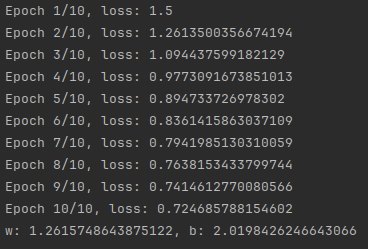 Epoch 1/10, loss: 1.5
Epoch 2/10, loss: 1.2613500356674194
Epoch 3/10, loss: 1.094437599182129
Epoch 4/10, loss: 0.9773091673851013
Epoch 5/10, loss: 0.894733726978302
Epoch 6/10, loss: 0.8361415863037109
Epoch 7/10, loss: 0.7941985130310059
Epoch 8/10, loss: 0.7638153433799744
Epoch 9/10, loss: 0.7414612770080566
Epoch 10/10, loss: 0.724685788154602
w: 1.2615748643875122, b: 2.0198426246643066